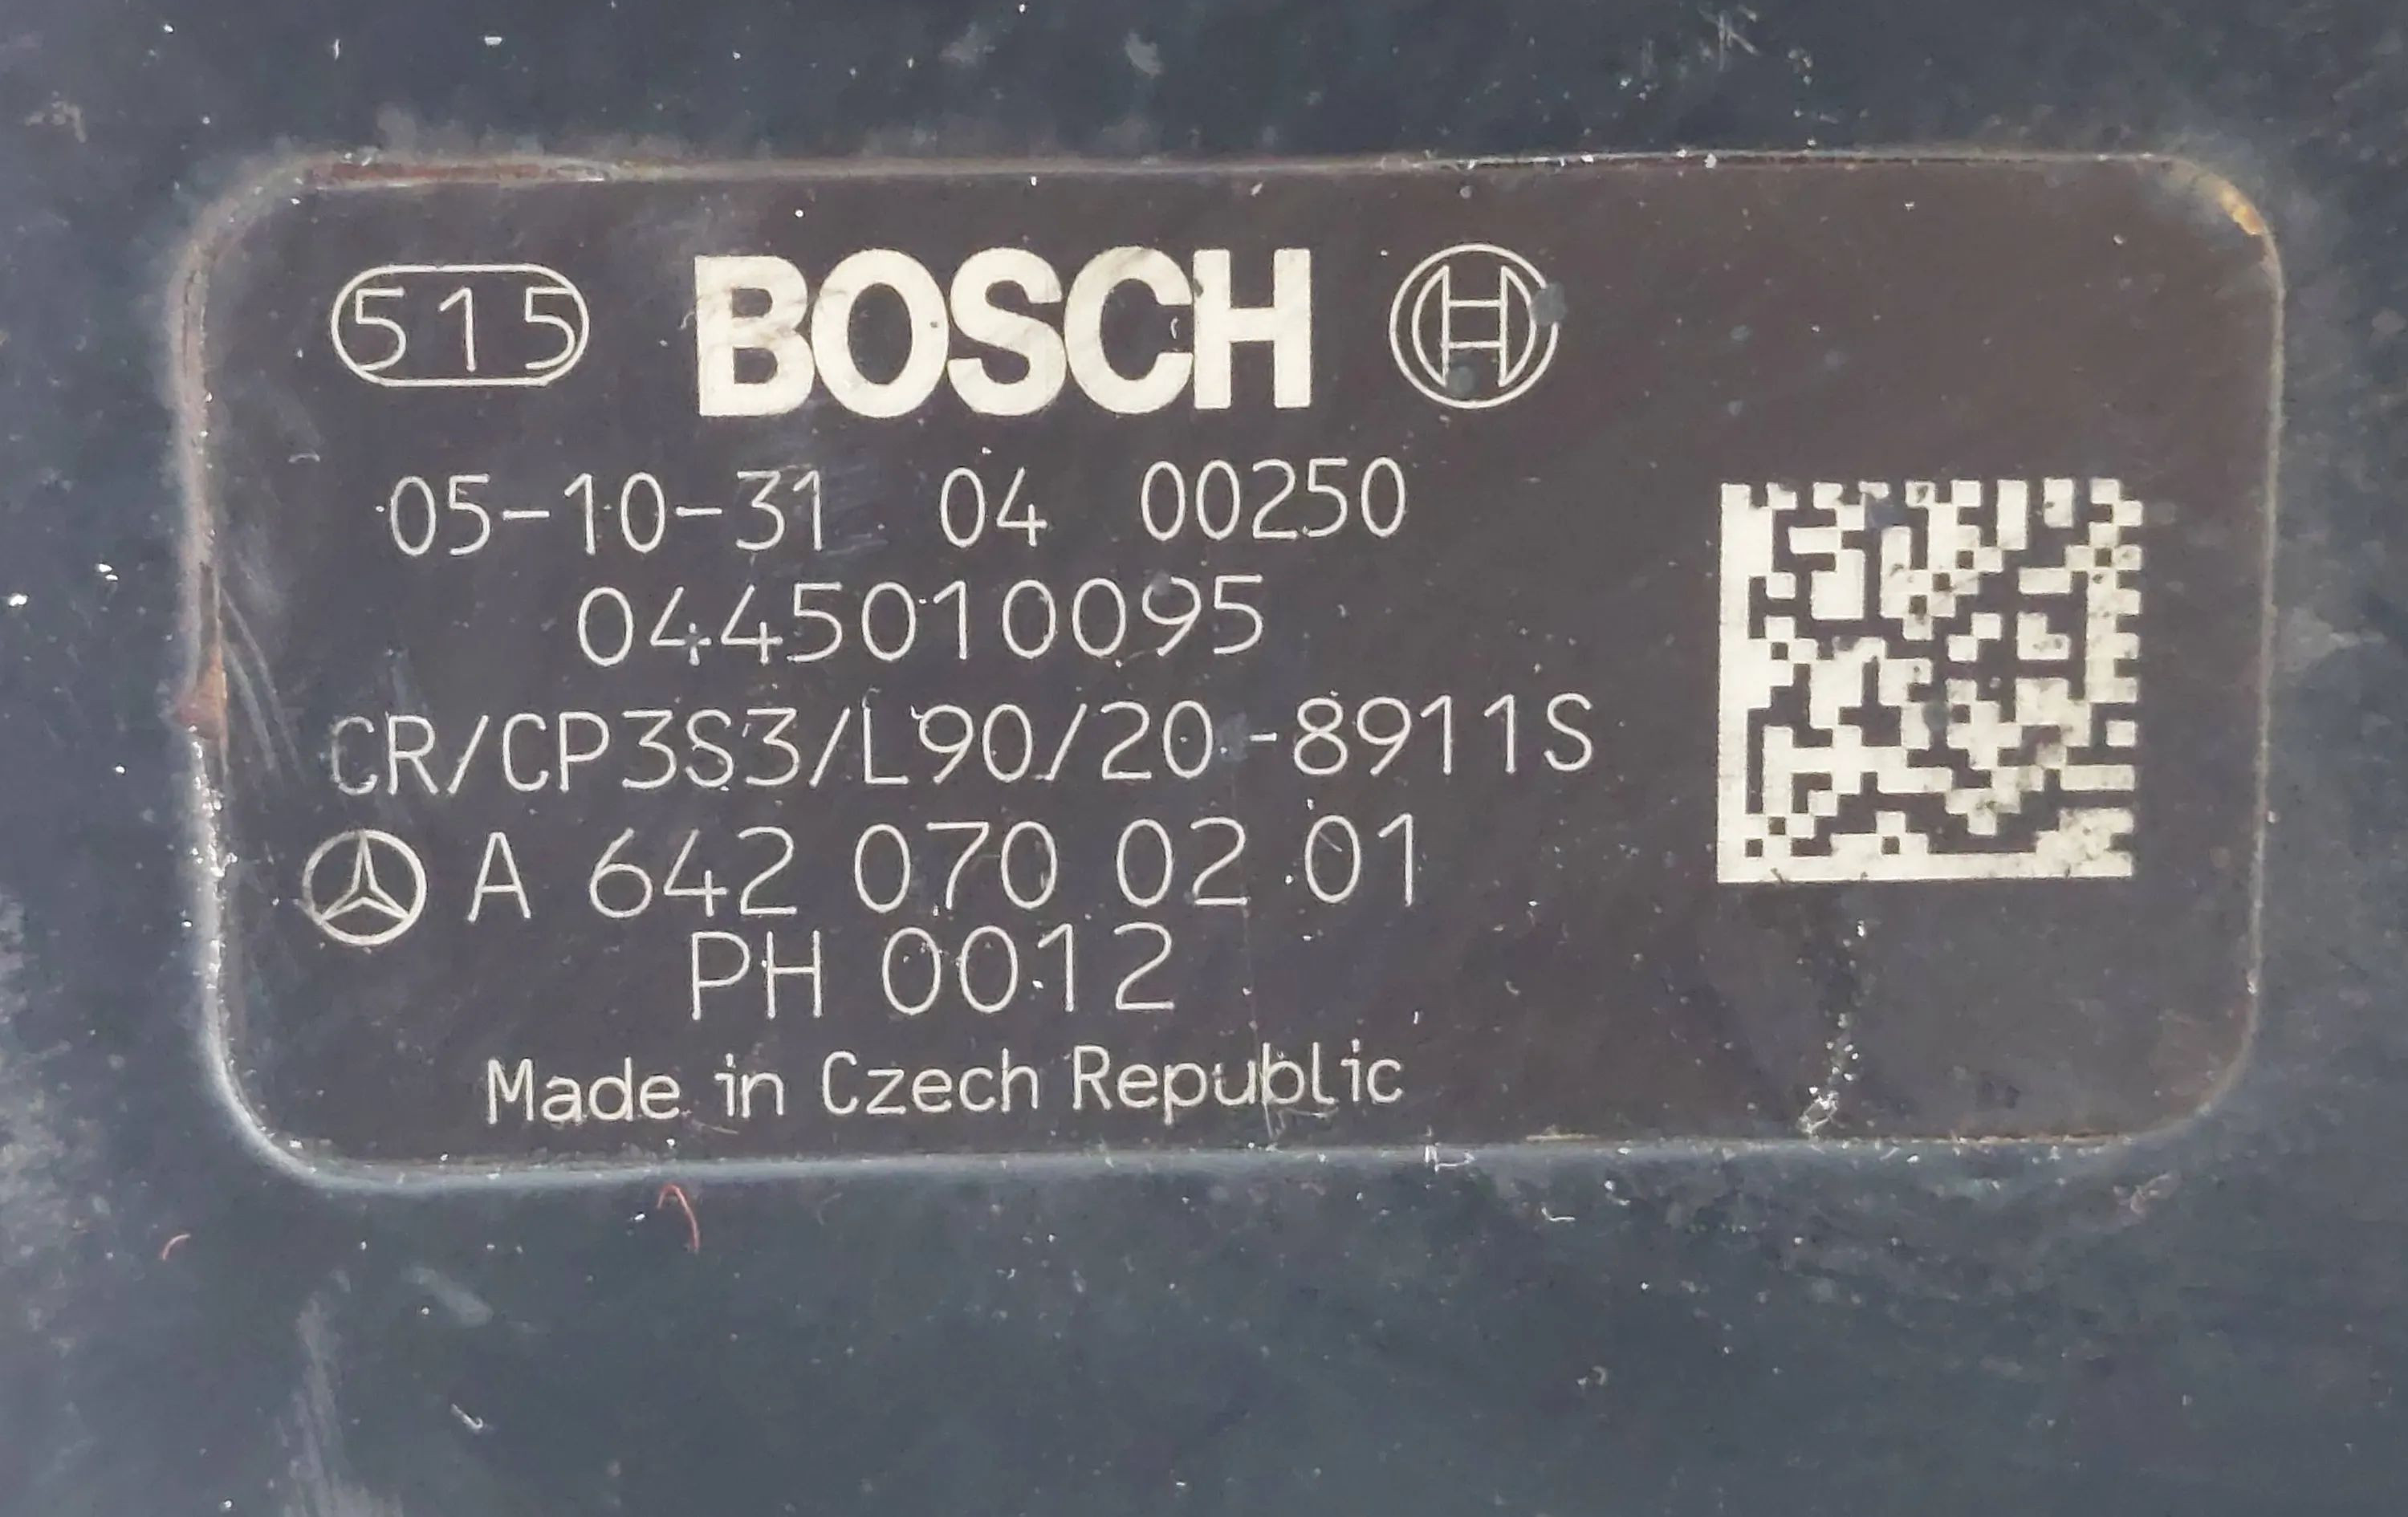 515 BOSCH
05-10-31 04 00250
0445010095
CR/CP3S3/L90/20-8911S
A 642 070 02 01
PH 0012
Made in Czech Republic